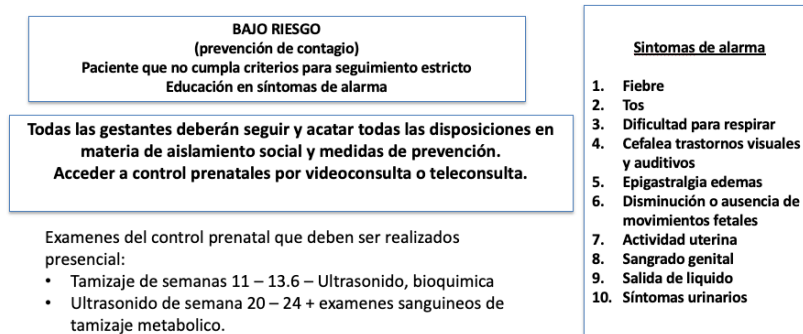 BAJO RIESGO
(prevención de contagio)
Paciente que no cumpla criterios para seguimiento estricto
Educación en síntomas de alarma
Todas las gestantes deberán seguir y acatar todas las disposiciones en
materia de aislamiento social y medidas de prevención.
Acceder a control prenatales por videoconsulta o teleconsulta.
Examenes del control prenatal que deben ser realizados
presencial:
• Tamizaje de semanas 11 – 13.6 – Ultrasonido, bioquimica
• Ultrasonido de semana 20 – 24 + examenes sanguineos de
tamizaje metabolico.
Sintomas de alarma
1. Fiebre
2. Tos
3. Dificultad para respirar
4. Cefalea trastornos visuales
y auditivos
5. Epigastralgia edemas
6. Disminución o ausencia de
movimientos fetales
7. Actividad uterina
8. Sangrado genital
9. Salida de liquido
10. Síntomas urinarios